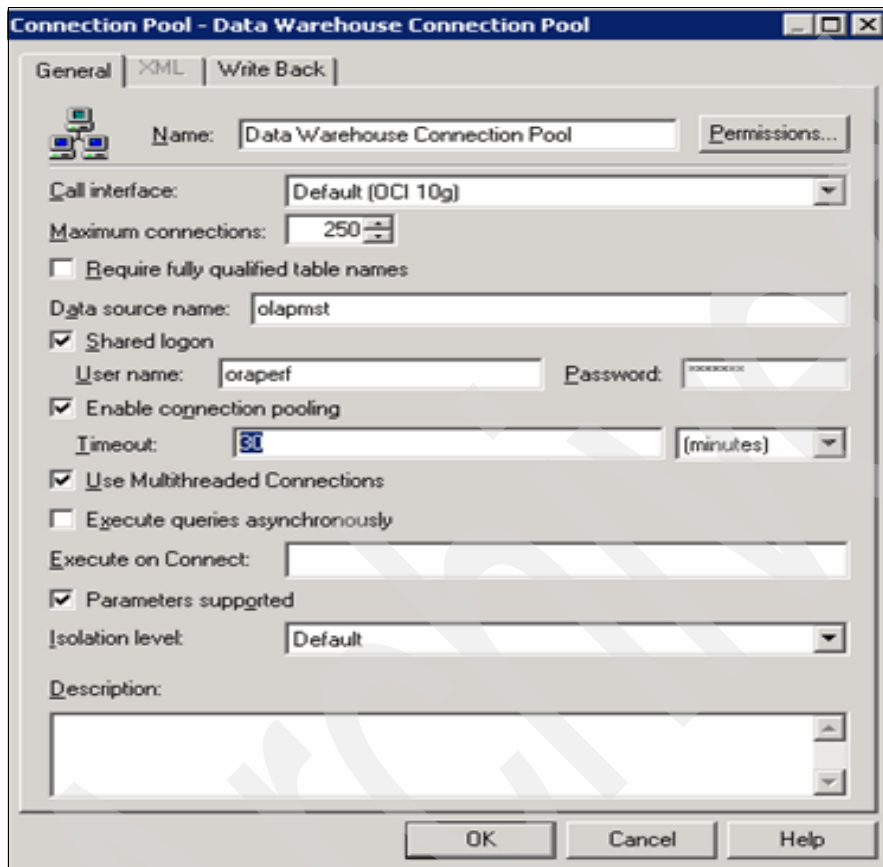 Connection Pool - Data Warehouse Connection Pool
General XML Write Back
Name: Data Warehouse Connection Pool Permissions...
Call interface: Default (OCI 10g)
Maximum connections: 250
Require fully qualified table names
Data source name: olapmst
Shared logon
User name: oraperf Password: *******
Enable connection pooling
Timeout: 30 (minutes)
Use Multithreaded Connections
Execute queries asynchronously
Execute on Connect:
Parameters supported
Isolation level: Default
Description:
OK Cancel Help